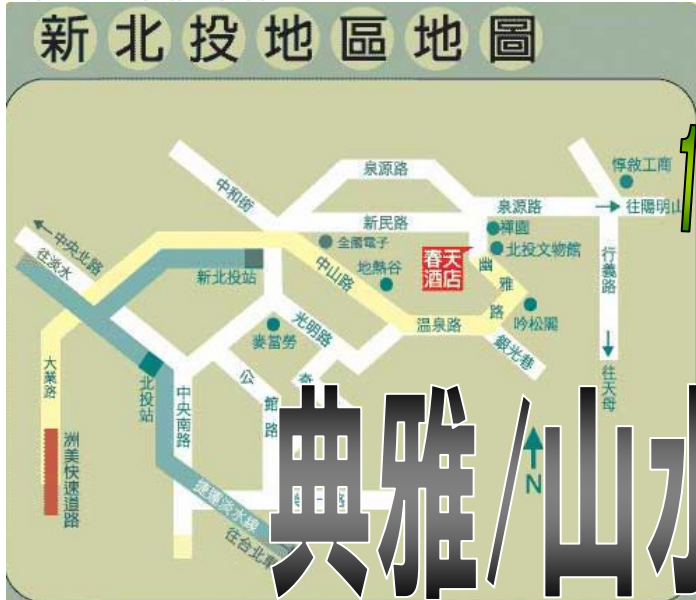 新北投地區地圖
惇敘工商
泉源路
中和街
泉源路
往陽明山
新民路
禪園
全國電子
北投文物館
中央北路
往淡水
春天酒店
新北投站
中山路
地熱谷
幽雅路
行義路
吟松閣
溫泉路
光明路
麥當勞
銀光巷
大業路
北投站
公館路
往天母
中央南路
洲美快速道路
典雅/山水
N
捷運淡水線